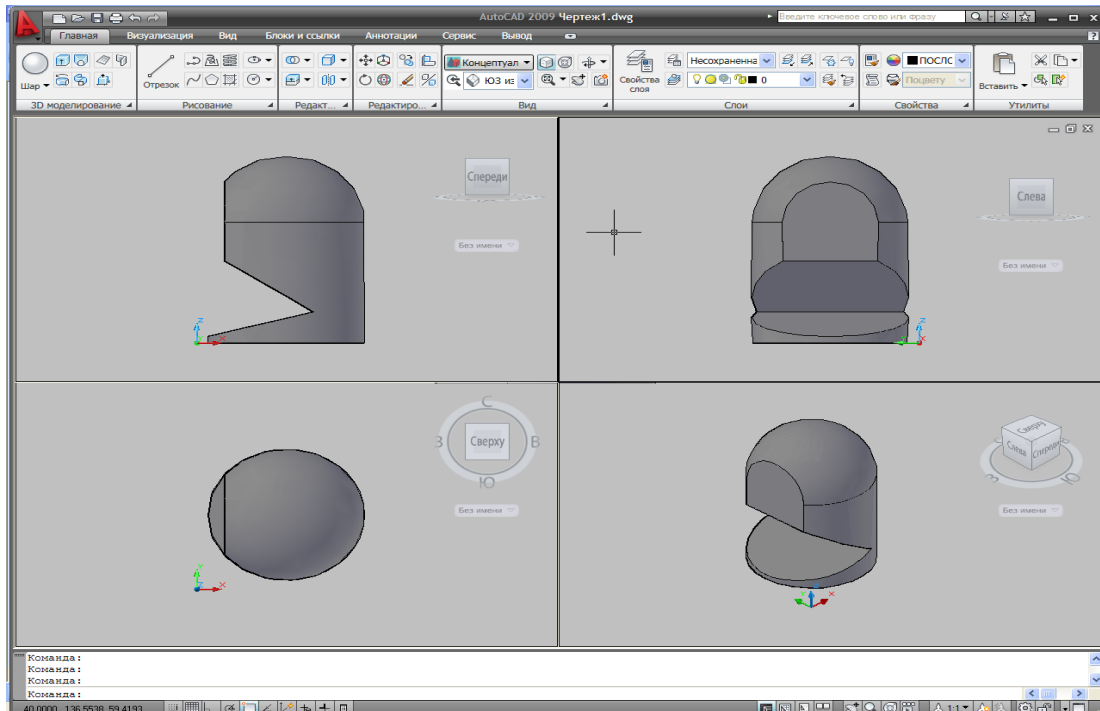 AutoCAD 2009 Чертеж1.dwg
Введите ключевое слово или фразу
Главная Визуализация Вид Блоки и ссылки Аннотации Сервис Вывод
Концептуал
Несохраненна
ПОСЛС
Шар
Отрезок
ЮЗ из
Свойства слоя
0
Поцвету
Вставить
3D моделирование Рисование Редакт... Редактиро... Вид Слои Свойства Утилиты
Спереди
Без имени
Z
X
Слева
Без имени
Z
X
С
З Сверху В
Ю
Без имени
Y
Z X
Сверху
Слева Спереди
З Ю
Без имени
Y X
Команда:
Команда:
Команда:
Команда:
40.0000, 136.5538, 59.4193
1:1